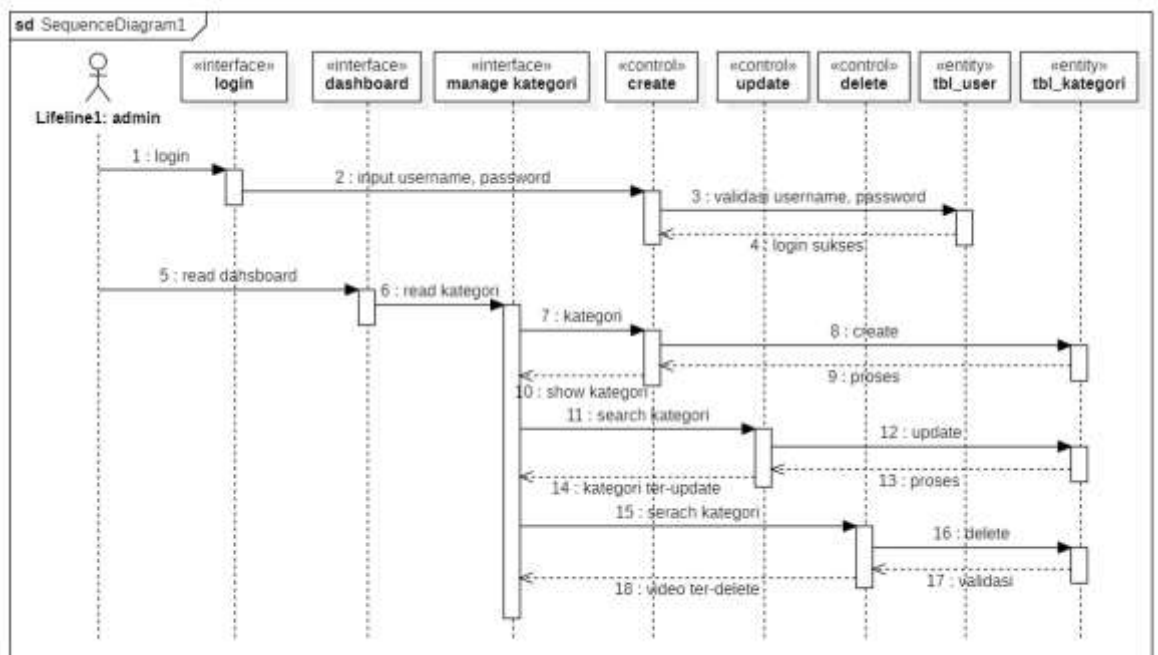 sd SequenceDiagram1
«interface»
login
«interface»
dashboard
«interface»
manage kategori
«control»
create
«control»
update
«control»
delete
«entity»
tbl_user
«entity»
tbl_kategori
Lifeline1: admin
1 : login
2 : input username, password
3 : validasi username, password
4 : login sukses
5 : read dahsboard
6 : read kategori
7 : kategori
8 : create
9 : proses
10 : show kategori
11 : search kategori
12 : update
13 : proses
14 : kategori ter-update
15 : serach kategori
16 : delete
17 : validasi
18 : video ter-delete